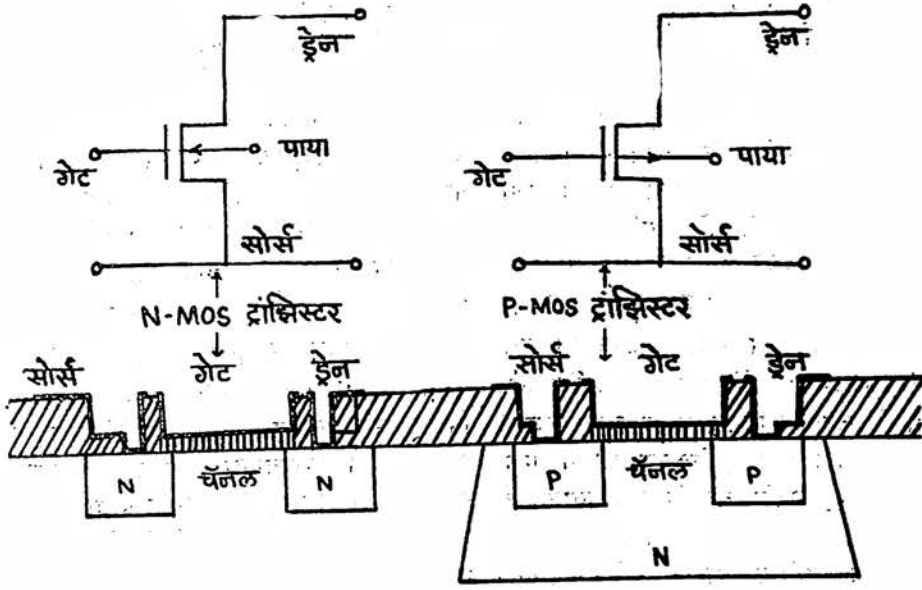 ड्रेन ड्रेन
गेट पाया गेट पाया
सोर्स सोर्स
N-MOS ट्रांझिस्टर P-MOS ट्रांझिस्टर
सोर्स गेट ड्रेन सोर्स गेट ड्रेन
N चॅनल N P चॅनल P
N